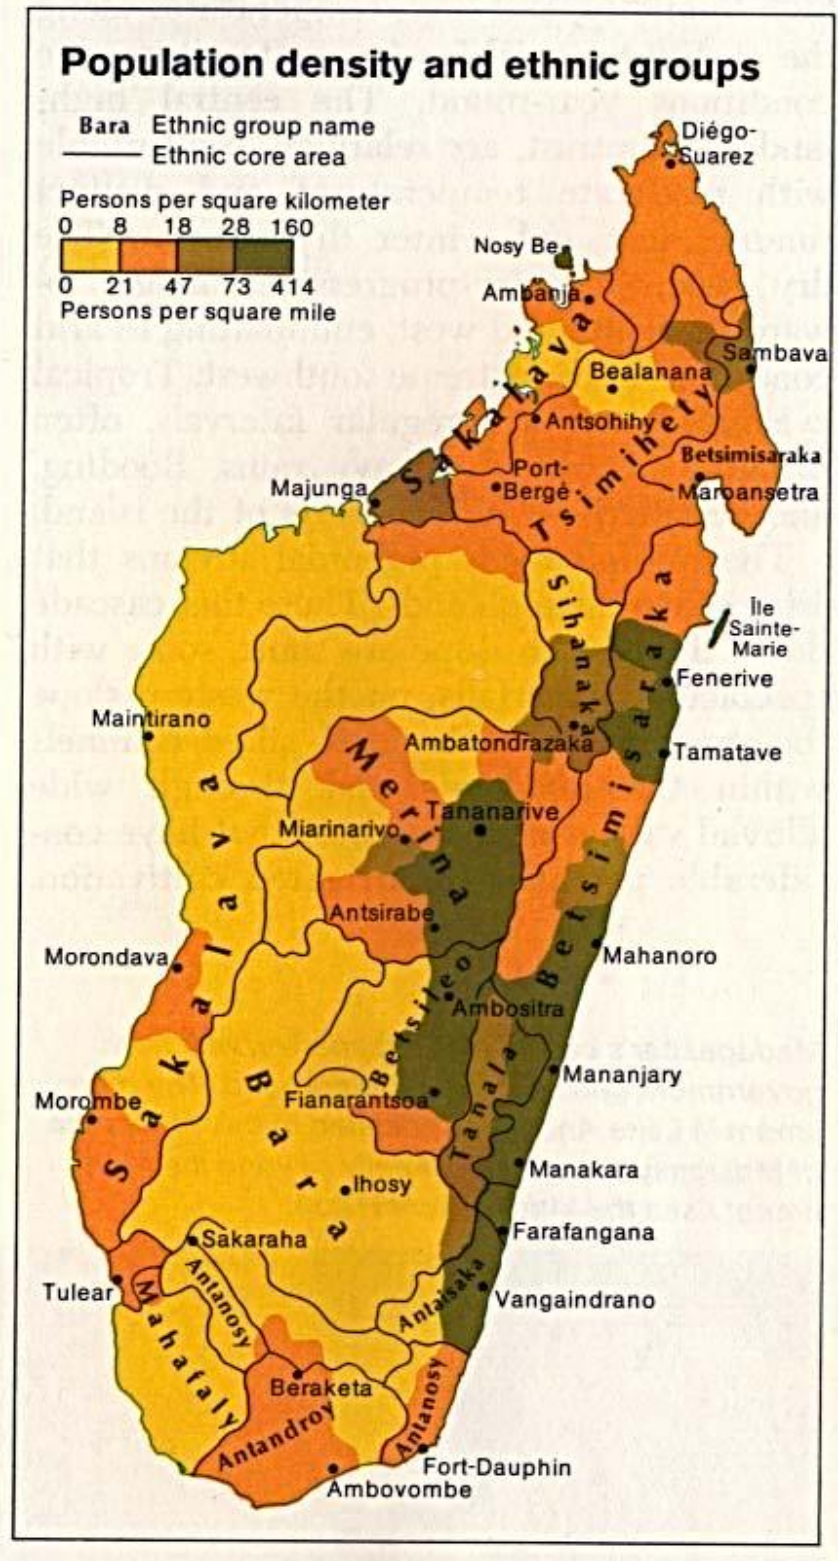 Population density and ethnic groups
Bara Ethnic group name
Ethnic core area
Persons per square kilometer
0 8 18 28 160
0 21 47 73 414
Persons per square mile
Diégo-
Suarez
Nosy Be
Ambanja
Sambava
Bealanana
Sakalava
Antsohihy
Tsimihety
Betsimisaraka
Port-
Bergé
Majunga
Maroansetra
Sihanaka
Île
Sainte-
Marie
Fenerive
Maintirano
Ambatondrazaka
Tamatave
Merina
Betsimisaraka
Tananarive
Miarinarivo
Sakalava
Antsirabe
Morondava
Mahanoro
Betsileo
Ambositra
Bara
Tanala
Mananjary
Fianarantsoa
Morombe
Manakara
Ihosy
Farafangana
Sakaraha
Tulear
Antanosy
Antaisaka
Vangaindrano
Mahafaly
Beraketa
Antandroy
Antanosy
Fort-Dauphin
Ambovombe